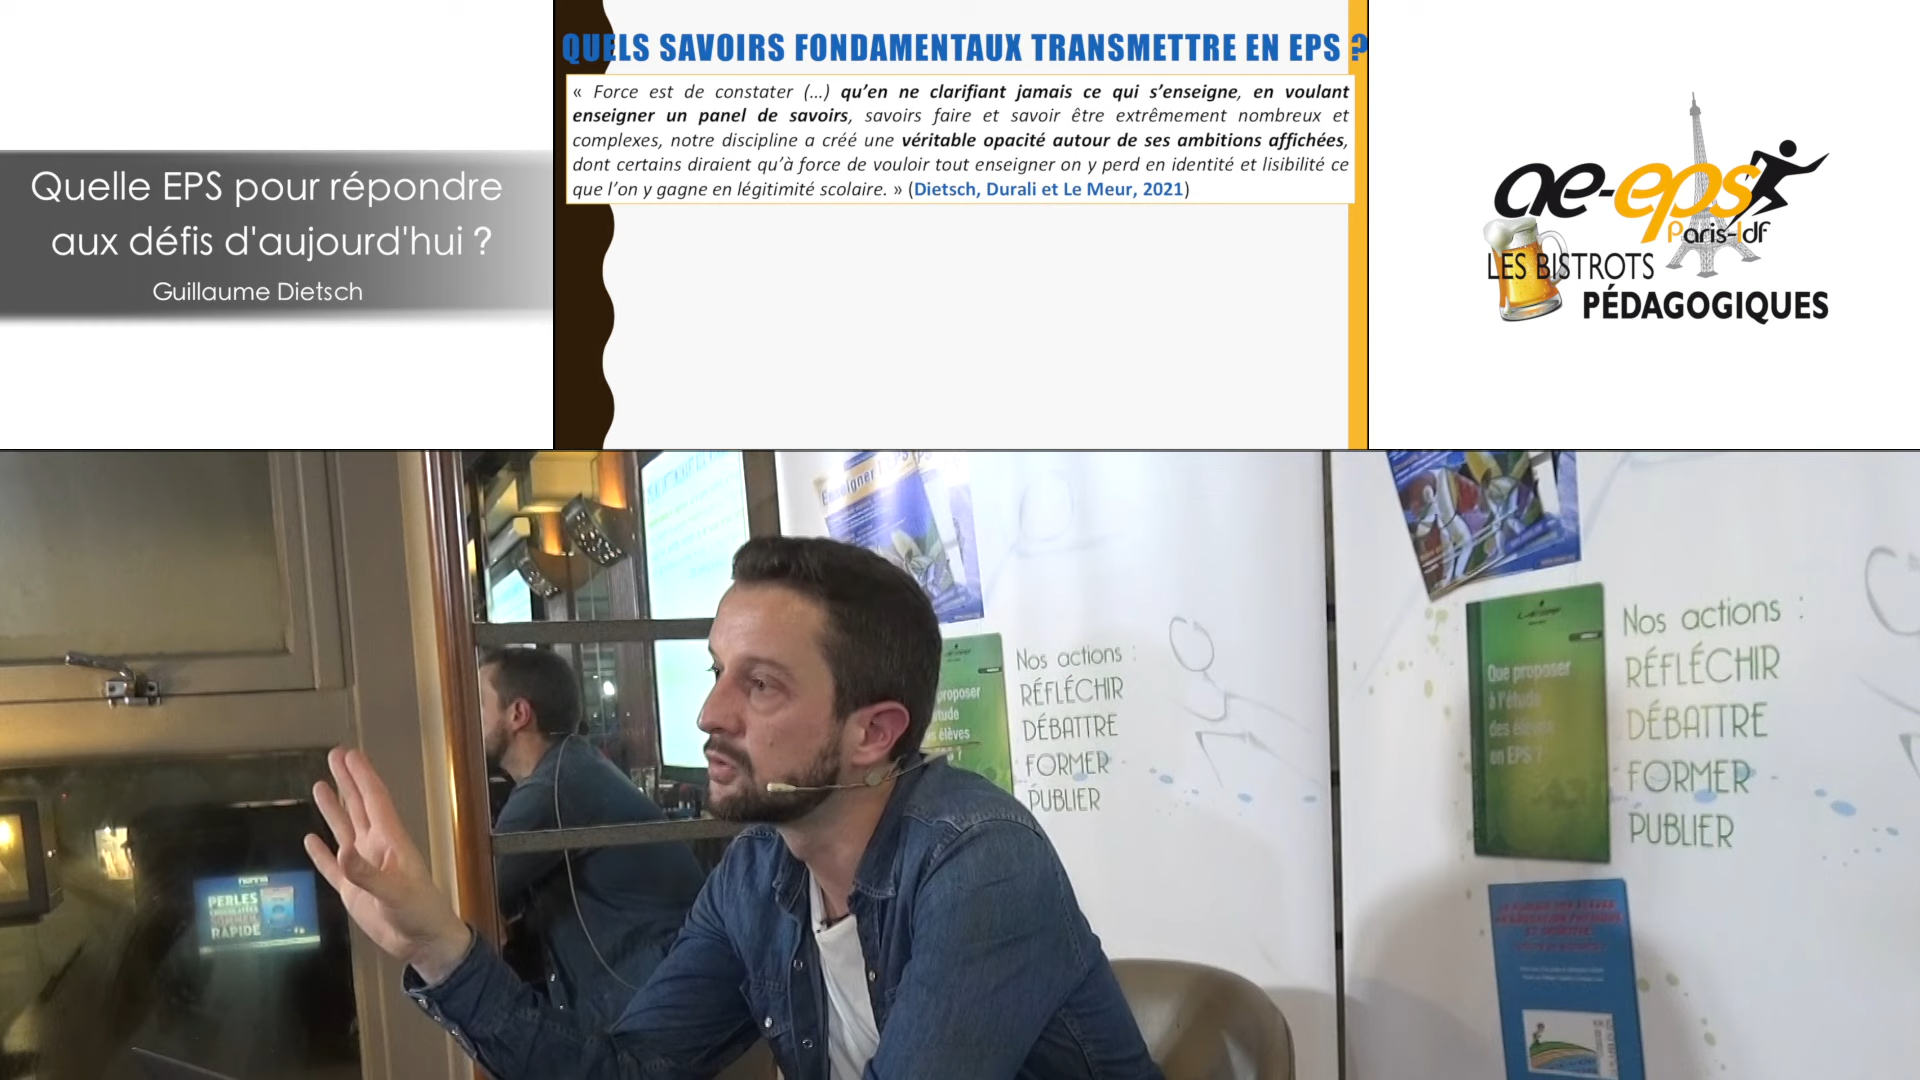 Quelle EPS pour répondre
aux défis d'aujourd'hui ?
Guillaume Dietsch
QUELS SAVOIRS FONDAMENTAUX TRANSMETTRE EN EPS ?
« Force est de constater (…) qu'en ne clarifiant jamais ce qui s'enseigne, en voulant
enseigner un panel de savoirs, savoirs faire et savoir être extrêmement nombreux et
complexes, notre discipline a créé une véritable opacité autour de ses ambitions affichées,
dont certains diraient qu'à force de vouloir tout enseigner on y perd en identité et lisibilité ce
que l'on y gagne en légitimité scolaire. » (Dietsch, Durali et Le Meur, 2021)
ae-eps
Paris-Idf
LES BISTROTS
PÉDAGOGIQUES
Enseigner l'EPS
proposer
étude
élèves
Nos actions :
RÉFLÉCHIR
DÉBATTRE
FORMER
PUBLIER
Que proposer
à l'étude
des élèves
en EPS ?
Nos actions :
RÉFLÉCHIR
DÉBATTRE
FORMER
PUBLIER
PERLES
RAPIDE